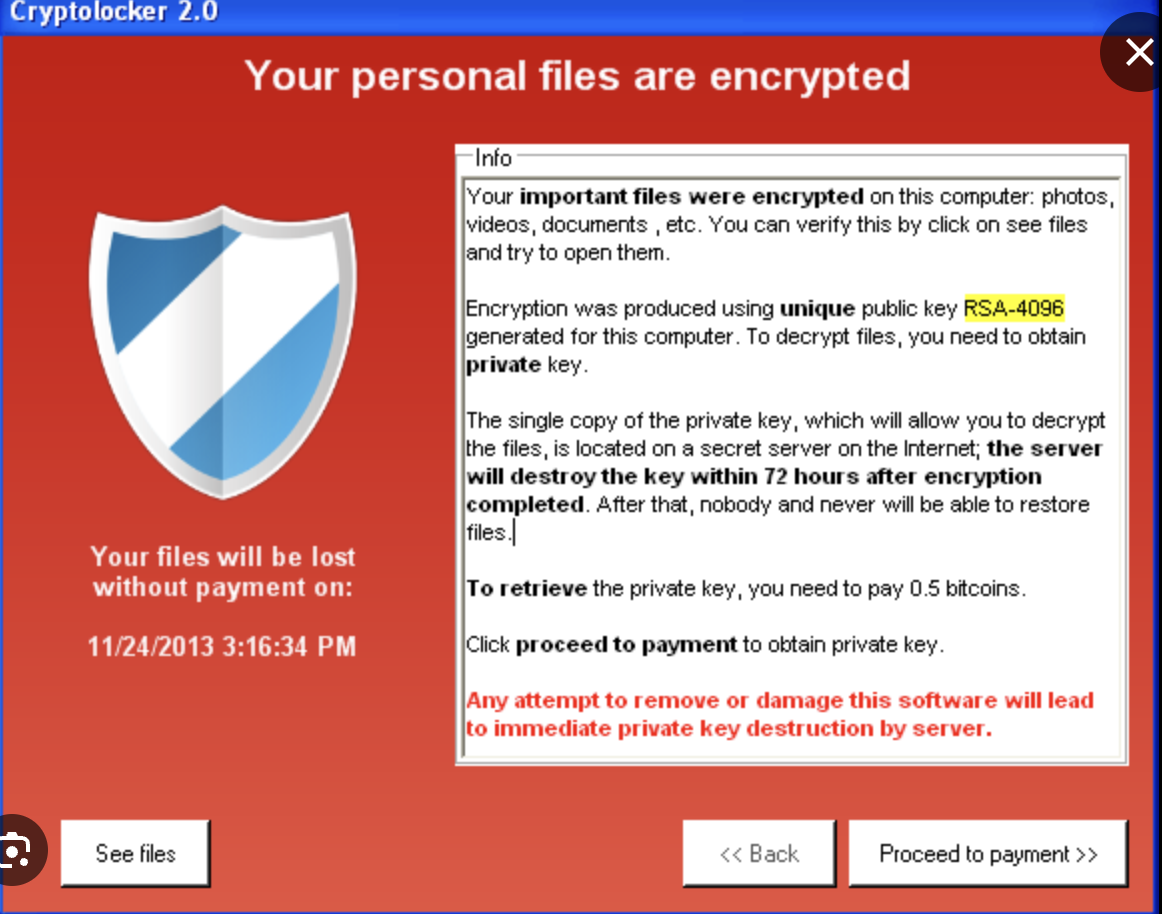 Cryptolocker 2.0
Your personal files are encrypted
Info
Your important files were encrypted on this computer: photos,
videos, documents , etc. You can verify this by click on see files
and try to open them.
Encryption was produced using unique public key RSA-4096
generated for this computer. To decrypt files, you need to obtain
private key.
The single copy of the private key, which will allow you to decrypt
the files, is located on a secret server on the Internet; the server
will destroy the key within 72 hours after encryption
completed. After that, nobody and never will be able to restore
files.
To retrieve the private key, you need to pay 0.5 bitcoins.
Click proceed to payment to obtain private key.
Any attempt to remove or damage this software will lead
to immediate private key destruction by server.
Your files will be lost
without payment on:
11/24/2013 3:16:34 PM
See files
<< Back
Proceed to payment >>